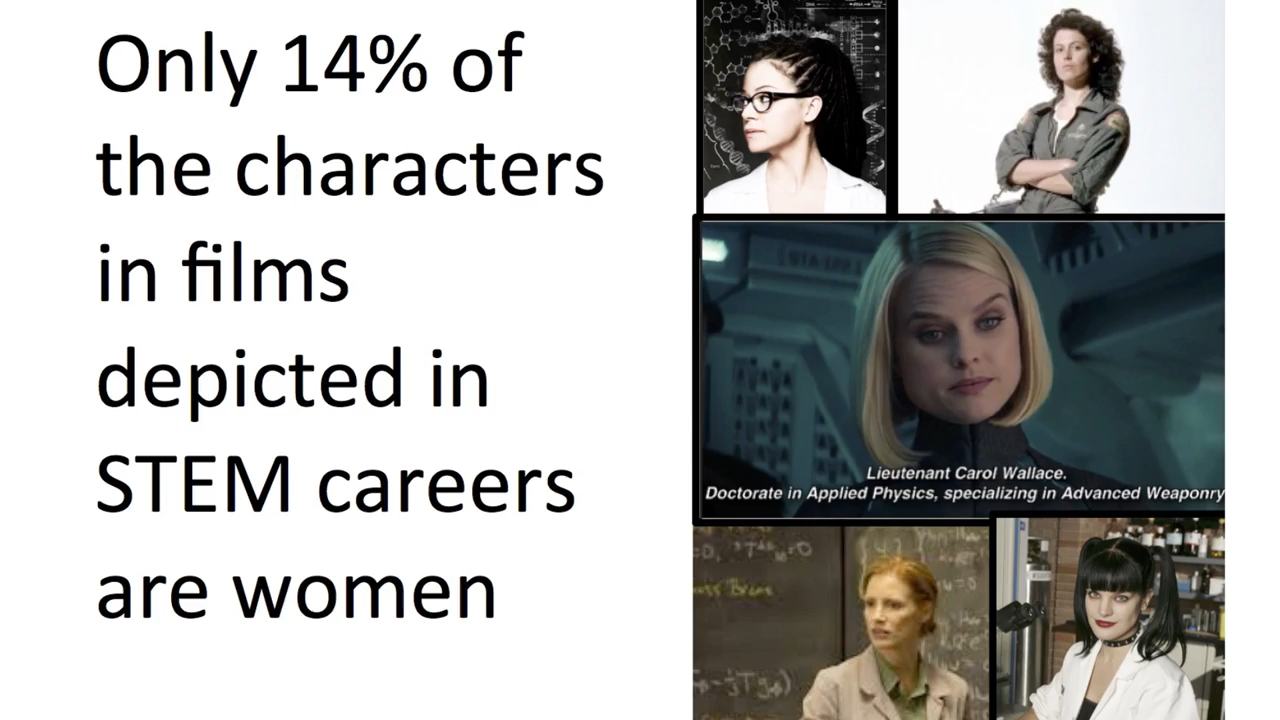 Only 14% of
the characters
in films
depicted in
STEM careers
are women
Lieutenant Carol Wallace.
Doctorate in Applied Physics, specializing in Advanced Weaponry